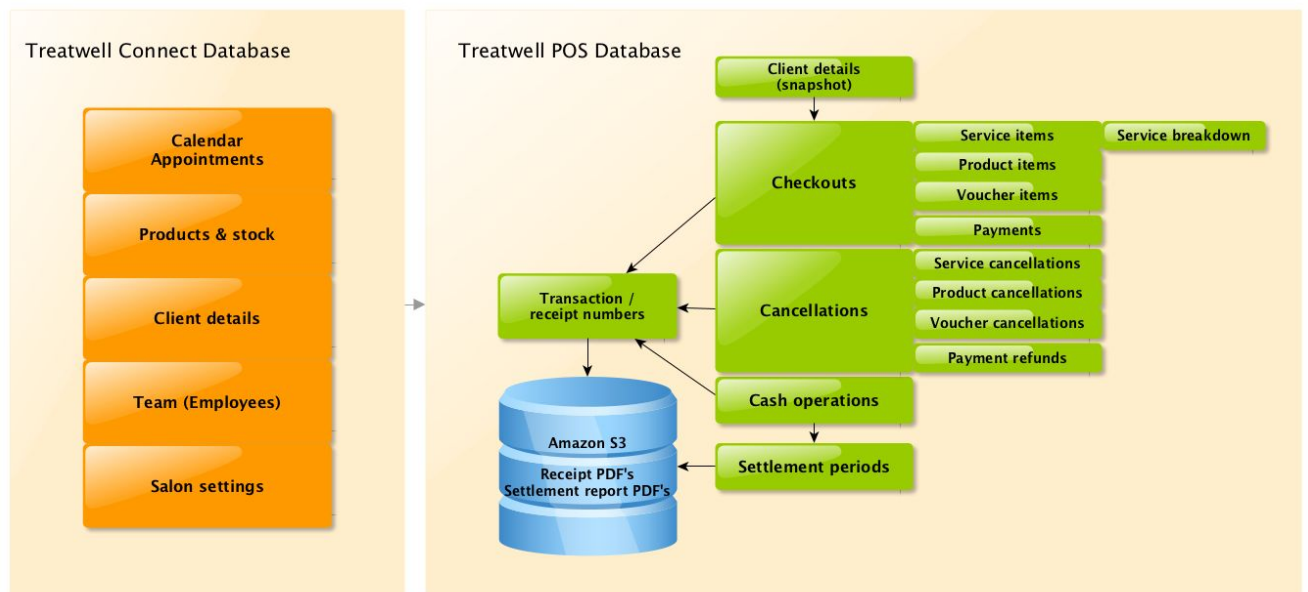 Treatwell Connect Database
Calendar
Appointments
Products & stock
Client details
Team (Employees)
Salon settings
Treatwell POS Database
Client details
(snapshot)
Checkouts
Service items
Service breakdown
Product items
Voucher items
Payments
Cancellations
Service cancellations
Product cancellations
Voucher cancellations
Payment refunds
Transaction /
receipt numbers
Cash operations
Settlement periods
Amazon S3
Receipt PDF's
Settlement report PDF's